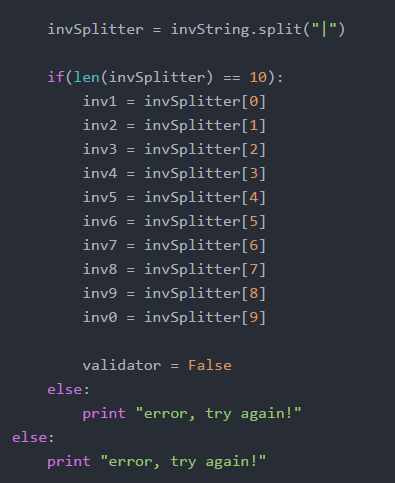 invSplitter = invString.split("|")

    if(len(invSplitter) == 10):
        inv1 = invSplitter[0]
        inv2 = invSplitter[1]
        inv3 = invSplitter[2]
        inv4 = invSplitter[3]
        inv5 = invSplitter[4]
        inv6 = invSplitter[5]
        inv7 = invSplitter[6]
        inv8 = invSplitter[7]
        inv9 = invSplitter[8]
        inv0 = invSplitter[9]

        validator = False
    else:
        print "error, try again!"
else:
    print "error, try again!"